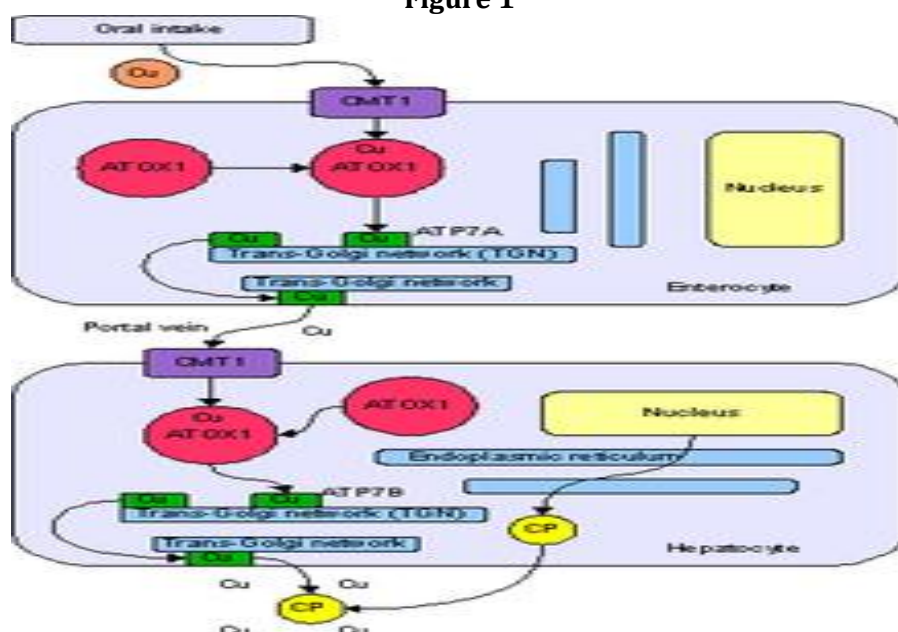 Figure 1
Oral intake
Cu
CMT1
Cu
ATOX1
ATOX1
Nucleus
Cu
Cu
ATP7A
Trans-Golgi network (TGN)
Trans-Golgi network
Cu
Enterocyte
Portal vein
Cu
CMT1
Cu
ATOX1
ATOX1
Nucleus
Endoplasmic reticulum
Cu
Cu
ATP7B
Trans-Golgi network (TGN)
CP
Trans-Golgi network
Cu
Hepatocyte
Cu
Cu
CP
Cu
Cu